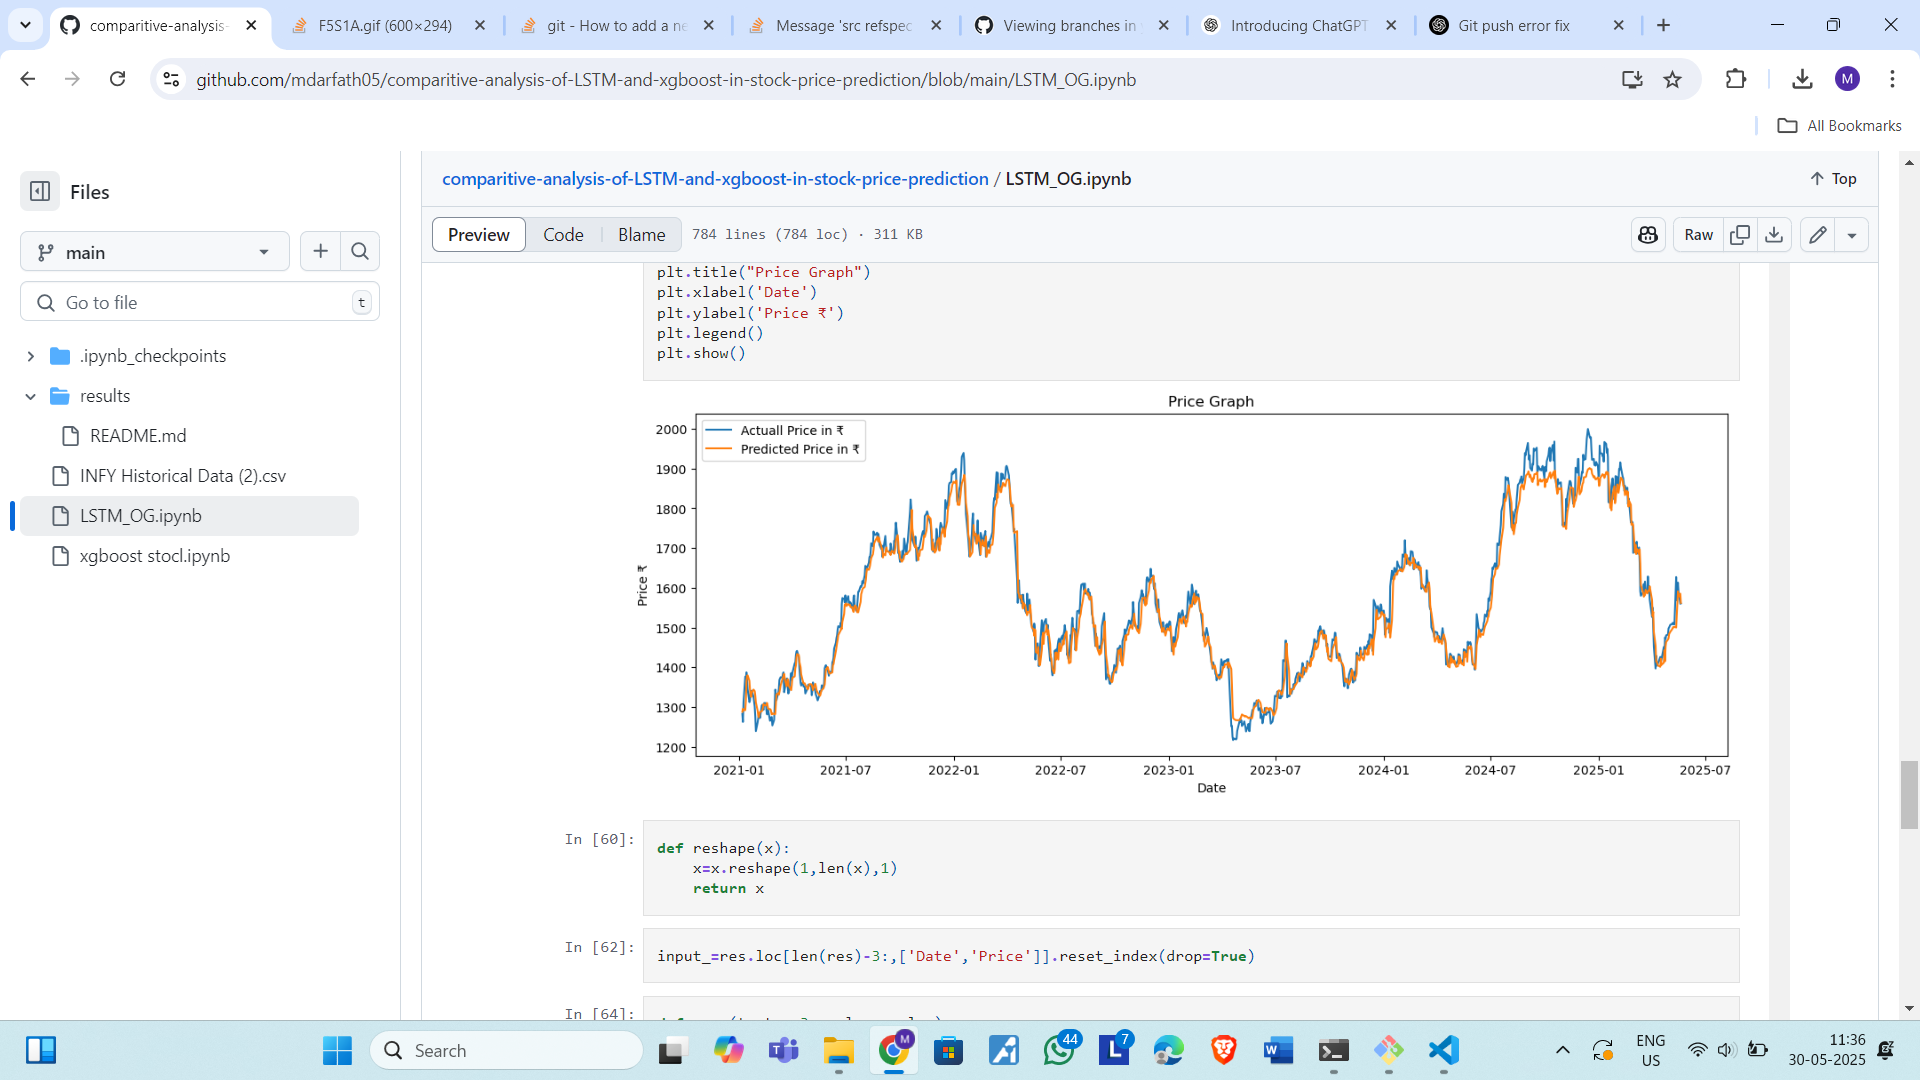 comparitive-analysis-
F5S1A.gif (600×294)
git - How to add a ne
Message 'src refspec
Viewing branches in
Introducing ChatGPT
Git push error fix
github.com/mdarfath05/comparitive-analysis-of-LSTM-and-xgboost-in-stock-price-prediction/blob/main/LSTM_OG.ipynb
M
All Bookmarks
Files
main
Go to file
t
.ipynb_checkpoints
results
README.md
INFY Historical Data (2).csv
LSTM_OG.ipynb
xgboost stocl.ipynb
comparitive-analysis-of-LSTM-and-xgboost-in-stock-price-prediction / LSTM_OG.ipynb
Top
Preview
Code
Blame
784 lines (784 loc) · 311 KB
Raw
plt.title("Price Graph")
plt.xlabel('Date')
plt.ylabel('Price ₹')
plt.legend()
plt.show()
Price Graph
Actuall Price in ₹
Predicted Price in ₹
2000
1900
1800
1700
1600
1500
1400
1300
1200
Price ₹
2021-01
2021-07
2022-01
2022-07
2023-01
2023-07
2024-01
2024-07
2025-01
2025-07
Date
In [60]:
def reshape(x):
x=x.reshape(1,len(x),1)
return x
In [62]:
input_=res.loc[len(res)-3:,['Date','Price']].reset_index(drop=True)
In [64]:
Search
M
44
L
7
ENG
US
11:36
30-05-2025